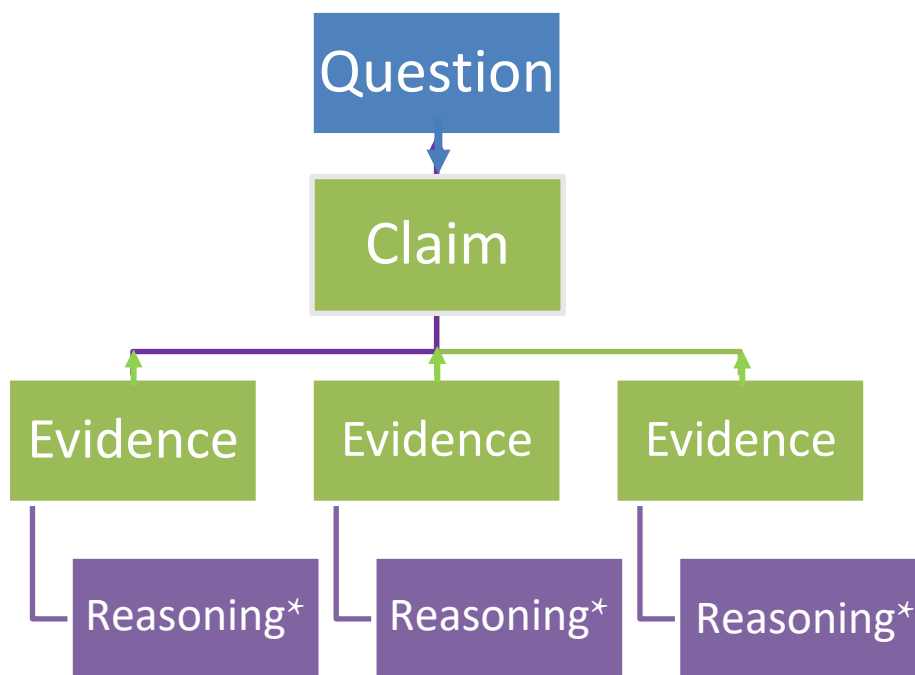 Question
Claim
Evidence
Evidence
Evidence
Reasoning*
Reasoning*
Reasoning*